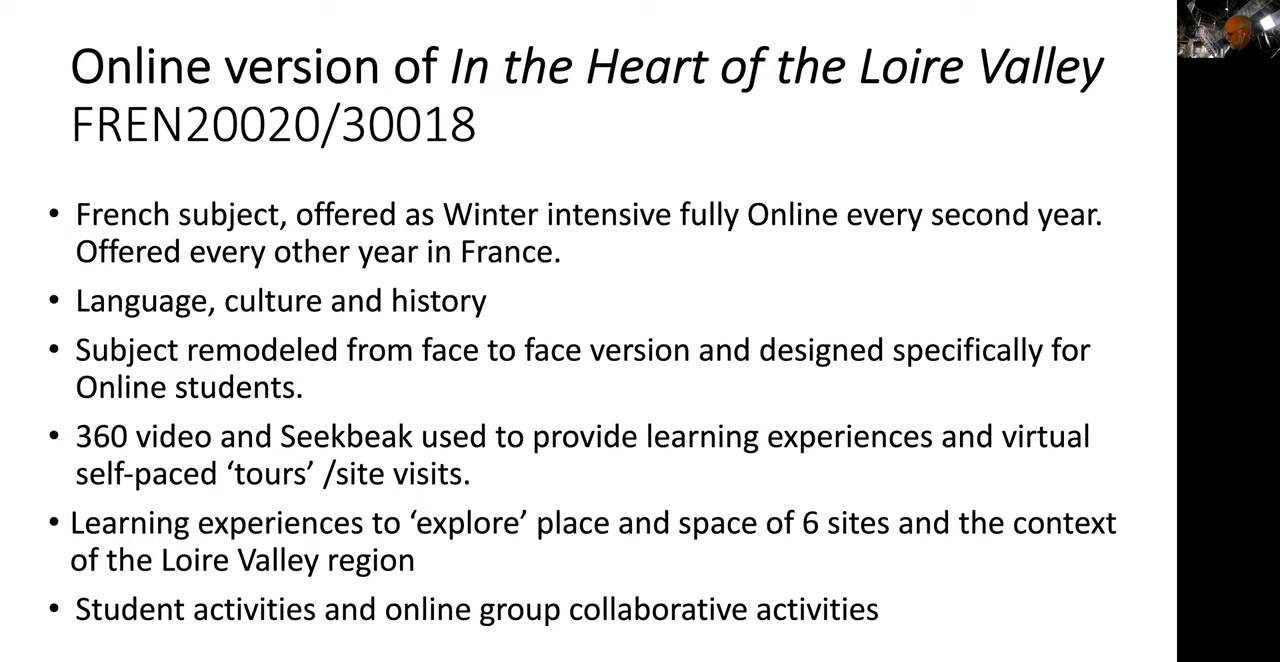 Online version of In the Heart of the Loire Valley
FREN20020/30018
• French subject, offered as Winter intensive fully Online every second year.
Offered every other year in France.
• Language, culture and history
• Subject remodeled from face to face version and designed specifically for
Online students.
• 360 video and Seekbeak used to provide learning experiences and virtual
self-paced ‘tours’ /site visits.
• Learning experiences to ‘explore’ place and space of 6 sites and the context
of the Loire Valley region
• Student activities and online group collaborative activities